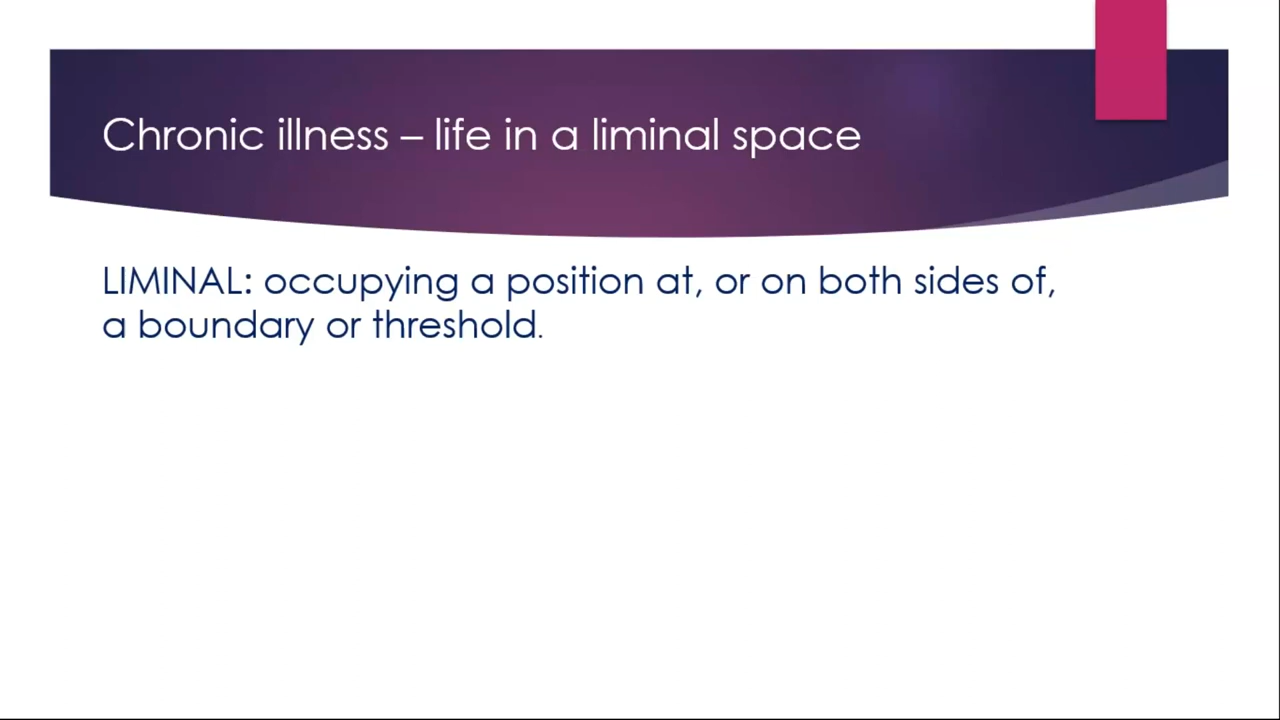 Chronic illness – life in a liminal space
LIMINAL: occupying a position at, or on both sides of,
a boundary or threshold.